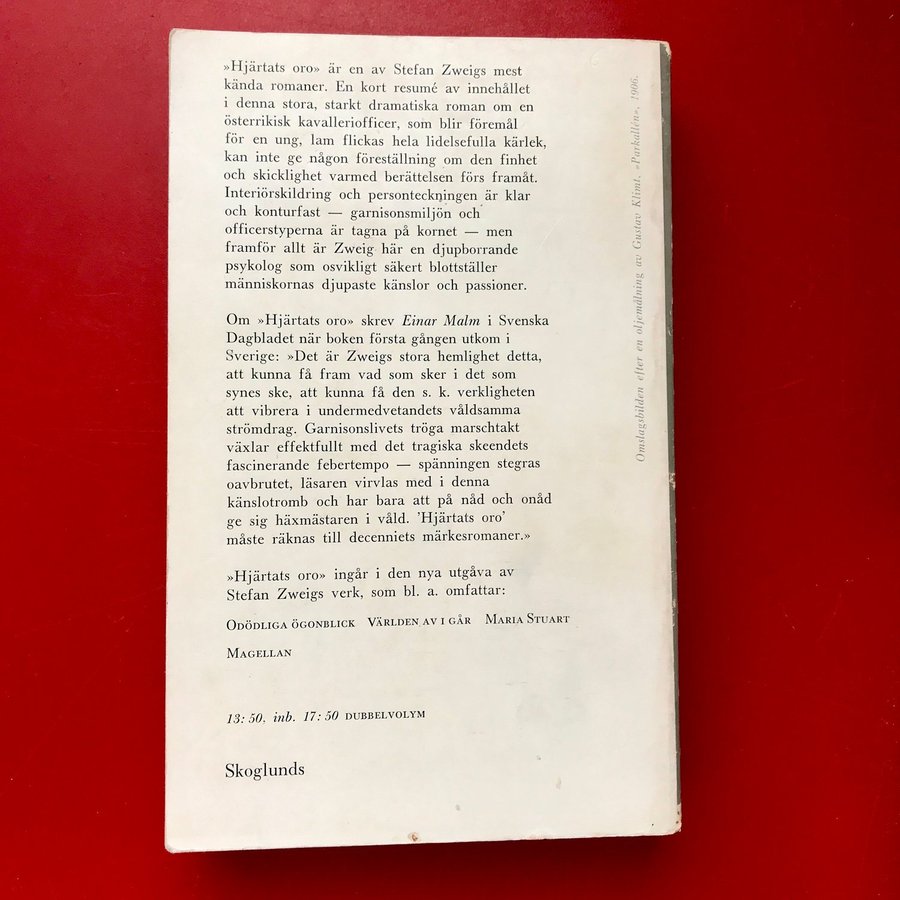 »Hjärtats oro» är en av Stefan Zweigs mest
kända romaner. En kort resumé av innehållet
i denna stora, starkt dramatiska roman om en
österrikisk kavalleriofficer, som blir föremål
för en ung, lam flickas hela lidelsefulla kärlek,
kan inte ge någon föreställning om den finhet
och skicklighet varmed berättelsen förs framåt.
Interiörskildring och personteckningen är klar
och konturfast — garnisonsmiljön och
officerstyperna är tagna på kornet — men
framför allt är Zweig här en djupborrande
psykolog som osvikligt säkert blottställer
människornas djupaste känslor och passioner.
Om »Hjärtats oro» skrev Einar Malm i Svenska
Dagbladet när boken första gången utkom i
Sverige: »Det är Zweigs stora hemlighet detta,
att kunna få fram vad som sker i det som
synes ske, att kunna få den s. k. verkligheten
att vibrera i undermedvetandets våldsamma
strömdrag. Garnisonslivets tröga marschtakt
växlar effektfullt med det tragiska skeendets
fascinerande febertempo — spänningen stegras
oavbrutet, läsaren virvlas med i denna
känslotromb och har bara att på nåd och onåd
ge sig häxmästaren i våld. 'Hjärtats oro'
måste räknas till decenniets märkesromaner.»
»Hjärtats oro» ingår i den nya utgåva av
Stefan Zweigs verk, som bl. a. omfattar:
ODÖDLIGA ÖGONBLICK VÄRLDEN AV I GÅR MARIA STUART
MAGELLAN
13: 50. inb. 17: 50 DUBBELVOLYM
Skoglunds
Omslagsbilden efter en oljemålning av Gustav Klimt, »Parkallén», 1906.